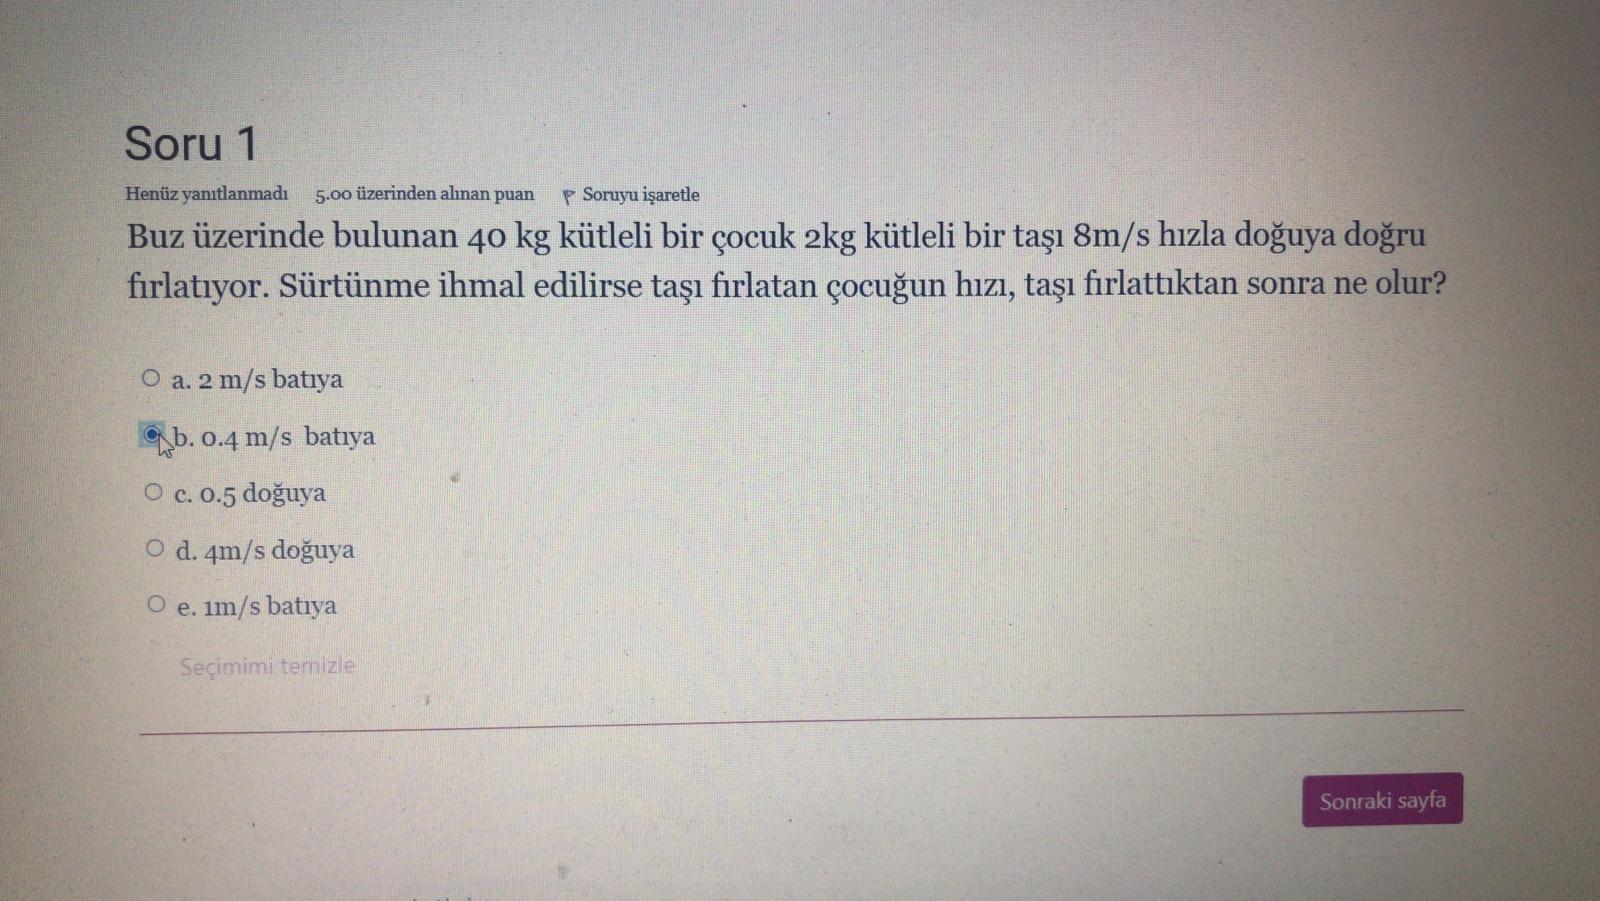 Soru 1
Henüz yanıtlanmadı 5.00 üzerinden alınan puan Soruyu işaretle
Buz üzerinde bulunan 40 kg kütleli bir çocuk 2kg kütleli bir taşı 8m/s hızla doğuya doğru
fırlatıyor. Sürtünme ihmal edilirse taşı fırlatan çocuğun hızı, taşı fırlattıktan sonra ne olur?
a. 2 m/s batıya
b. 0.4 m/s batıya
c. 0.5 doğuya
d. 4m/s doğuya
e. 1m/s batıya
Seçimimi temizle
Sonraki sayfa